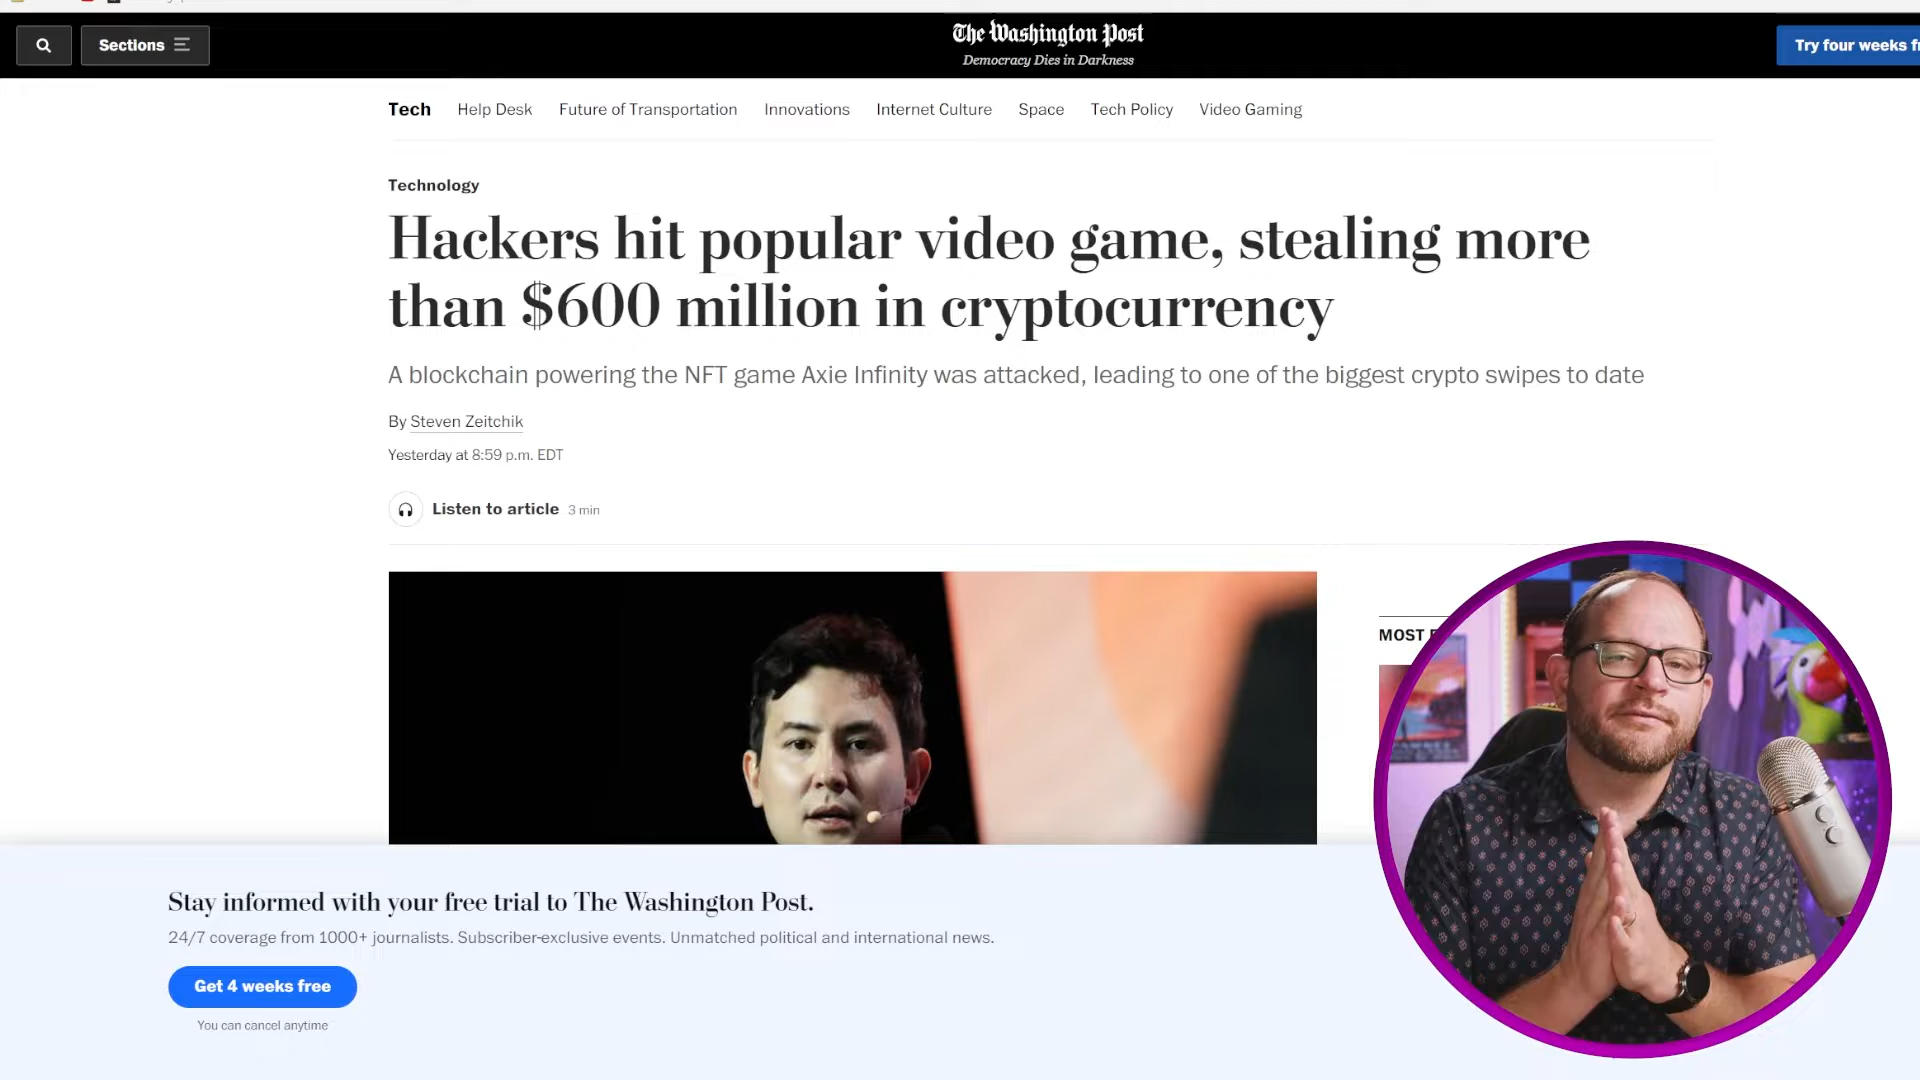 Sections
The Washington Post
Democracy Dies in Darkness
Try four weeks
Tech Help Desk Future of Transportation Innovations Internet Culture Space Tech Policy Video Gaming
Technology
Hackers hit popular video game, stealing more
than $600 million in cryptocurrency
A blockchain powering the NFT game Axie Infinity was attacked, leading to one of the biggest crypto swipes to date
By Steven Zeitchik
Yesterday at 8:59 p.m. EDT
Listen to article 3 min
MOST
Stay informed with your free trial to The Washington Post.
24/7 coverage from 1000+ journalists. Subscriber-exclusive events. Unmatched political and international news.
Get 4 weeks free
You can cancel anytime